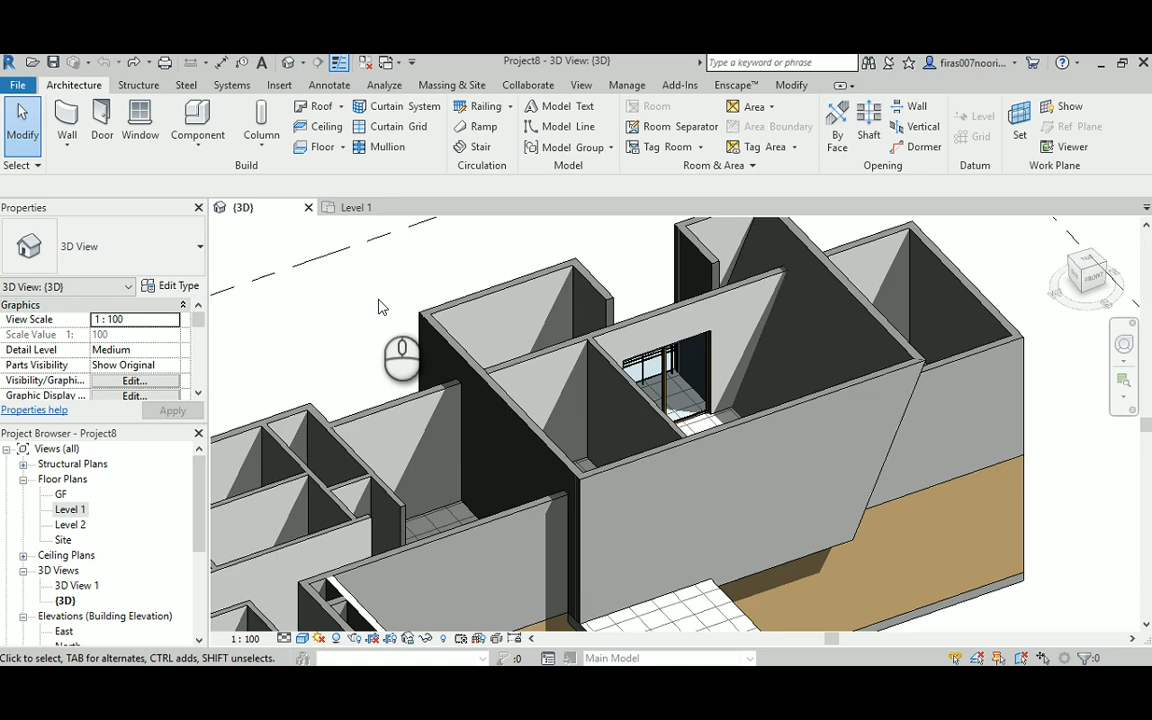 Project8 - 3D View: {3D}
Type a keyword or phrase
firas007noori...
File Architecture Structure Steel Systems Insert Annotate Analyze Massing & Site Collaborate View Manage Add-Ins Enscape™ Modify
Modify Wall Door Window Component Column
Roof Ceiling Floor
Curtain System Curtain Grid Mullion
Railing Ramp Stair
Model Text Model Line Model Group
Room Room Separator Tag Room
Area Area Boundary Tag Area
By Face Shaft Wall Vertical Dormer
Level Grid
Set Show Ref Plane Viewer
Select Build Circulation Model Room & Area Opening Datum Work Plane
Properties
{3D} Level 1
3D View
3D View: {3D} Edit Type
Graphics
View Scale 1 : 100
Scale Value 1: 100
Detail Level Medium
Parts Visibility Show Original
Visibility/Graphi... Edit...
Graphic Display ... Edit...
Properties help Apply
Project Browser - Project8
Views (all)
Structural Plans
Floor Plans
GF
Level 1
Level 2
Site
Ceiling Plans
3D Views
3D View 1
{3D}
Elevations (Building Elevation)
East
FRONT
1 : 100
Click to select, TAB for alternates, CTRL adds, SHIFT unselects.
:0
Main Model
:0